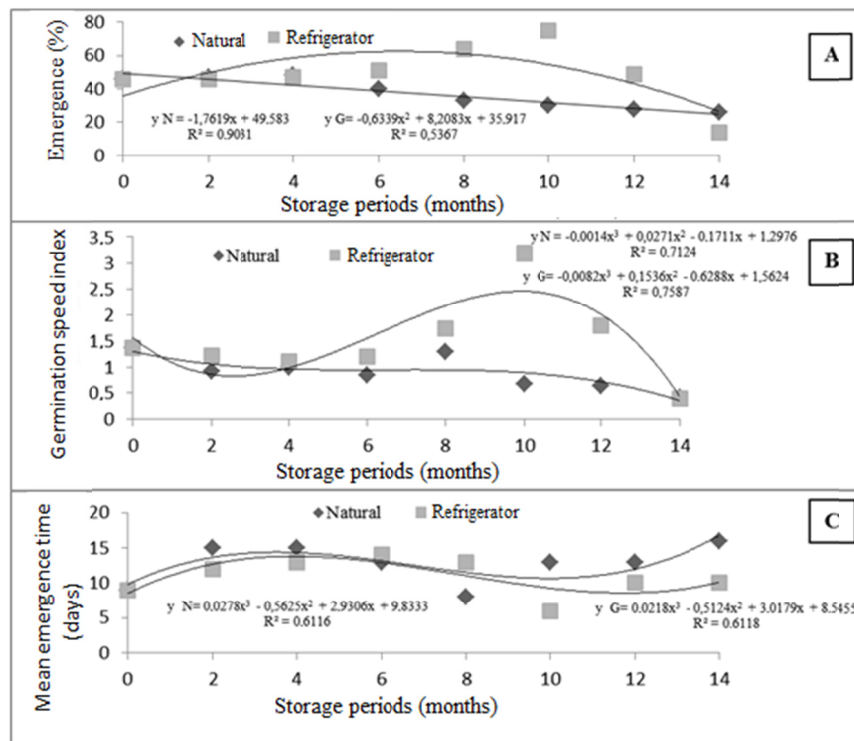 A
Emergence (%)
Natural Refrigerator
80
60
40
20
0
y N = -1,7619x + 49,583
R² = 0,9031
y G= -0,6339x² + 8,2083x + 35,917
R² = 0,5367
0 2 4 6 8 10 12 14
Storage periods (months)
B
Germination speed index
Natural Refrigerator
3.5
3
2.5
2
1.5
1
0.5
0
y N = -0.0014x³ + 0,0271x² - 0.1711x + 1.2976
R² = 0.7124
y G= -0,0082x³ + 0,1536x² - 0.6288x + 1,5624
R² = 0,7587
0 2 4 6 8 10 12 14
Storage periods (months)
C
Mean emergence time
(days)
Natural Refrigerator
20
15
10
5
0
y N= 0,0278x³ - 0,5625x² + 2.9306x + 9,8333
R² = 0.6116
y G= 0.0218x³ - 0,5124x² + 3.0179x + 8.5455
R² = 0.6118
0 2 4 6 8 10 12 14
Storage periods (months)